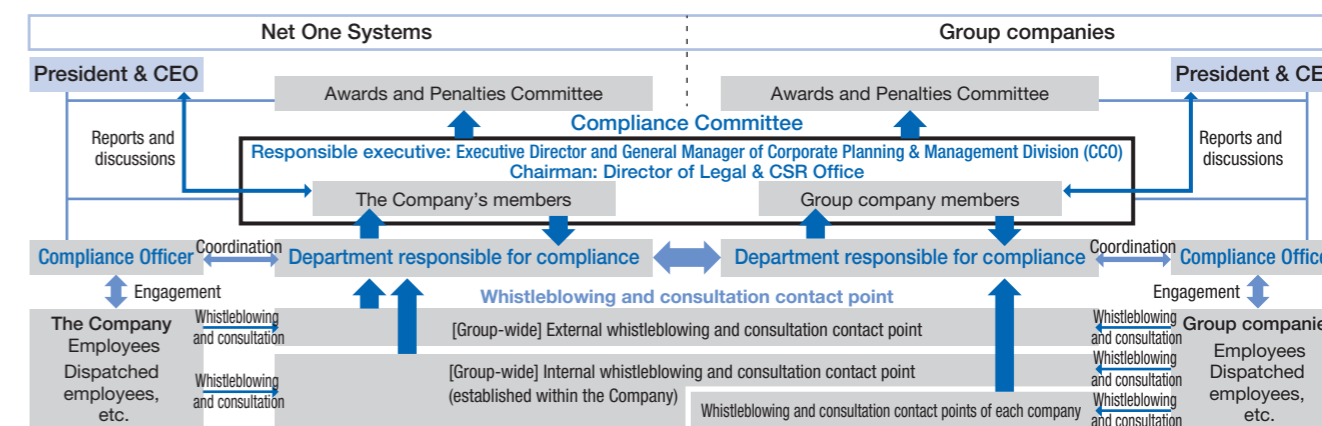 Net One Systems
Group companies
President & CEO
President & CE
Awards and Penalties Committee
Awards and Penalties Committee
Compliance Committee
Reports and
discussions
Reports and
discussions
Responsible executive: Executive Director and General Manager of Corporate Planning & Management Division (CCO)
Chairman: Director of Legal & CSR Office
The Company's members
Group company members
Compliance Officer
Coordination
Department responsible for compliance
Department responsible for compliance
Coordination
Compliance Office
Engagement
Whistleblowing and consultation contact point
Engagement
The Company
Employees
Dispatched
employees,
etc.
Whistleblowing
and consultation
Whistleblowing
and consultation
[Group-wide] External whistleblowing and consultation contact point
[Group-wide] Internal whistleblowing and consultation contact point
(established within the Company)
Whistleblowing and consultation contact points of each company
Whistleblowing
and consultation
Whistleblowing
and consultation
Whistleblowing
and consultation
Group companie
Employees
Dispatched
employees,
etc.